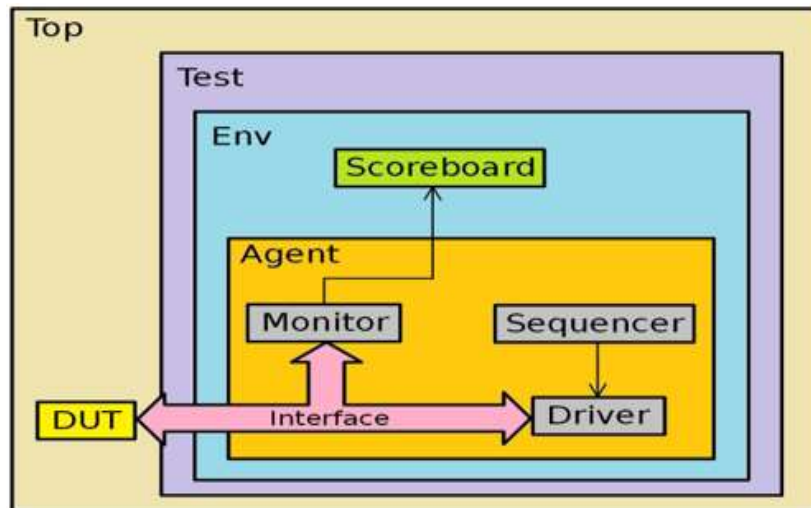 Top
Test
Env
Scoreboard
Agent
Monitor
Sequencer
DUT
Interface
Driver